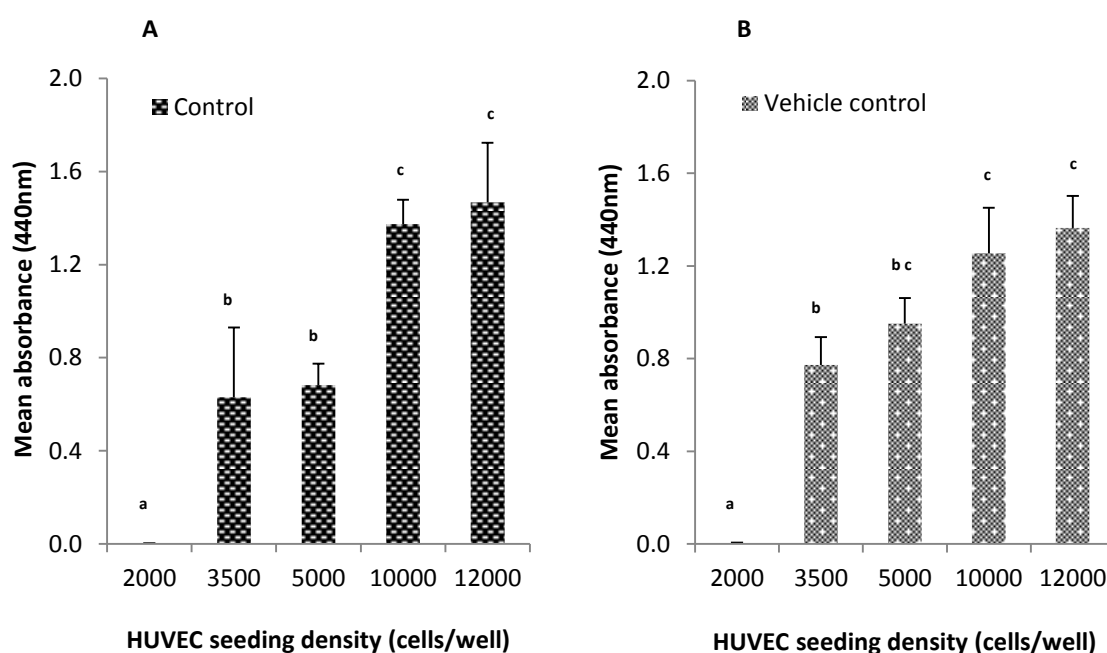 A
Mean absorbance (440nm)
2.0
1.6
1.2
0.8
0.4
0.0
Control
a
b
b
c
c
2000 3500 5000 10000 12000
HUVEC seeding density (cells/well)
B
Mean absorbance (440nm)
2.0
1.6
1.2
0.8
0.4
0.0
Vehicle control
a
b
b c
c
c
2000 3500 5000 10000 12000
HUVEC seeding density (cells/well)